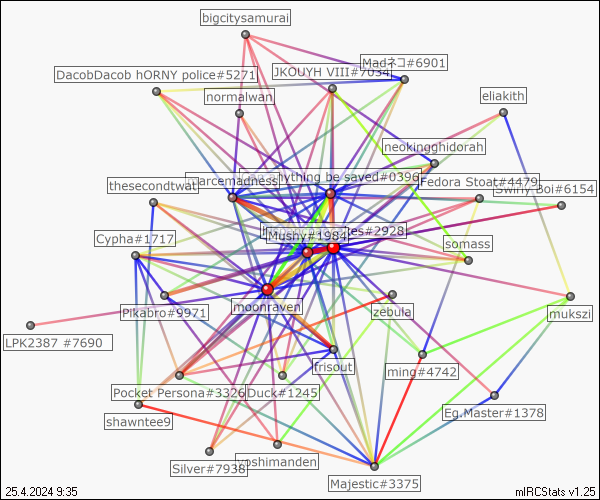 bigcitysamurai
Madネコ#6901
JKOUYH VIII#7034
DacobDacob hORNY police#5271
normalwan
eliakith
neokingghidorah
anything be saved#0396
marcemadness
Fedora Stoat#4479
thesecondtwat
Swirly Boi#6154
#2928
Mushy#1984
Cypha#1717
somass
moonraven
zebula
Pikabro#9971
mukszi
LPK2387 #7690
frisout
ming#4742
Pocket Persona#3326
Duck#1245
Eg.Master#1378
shawntee9
Silver#7938
yoshimanden
Majestic#3375
25.4.2024 9:35
mIRCStats v1.25